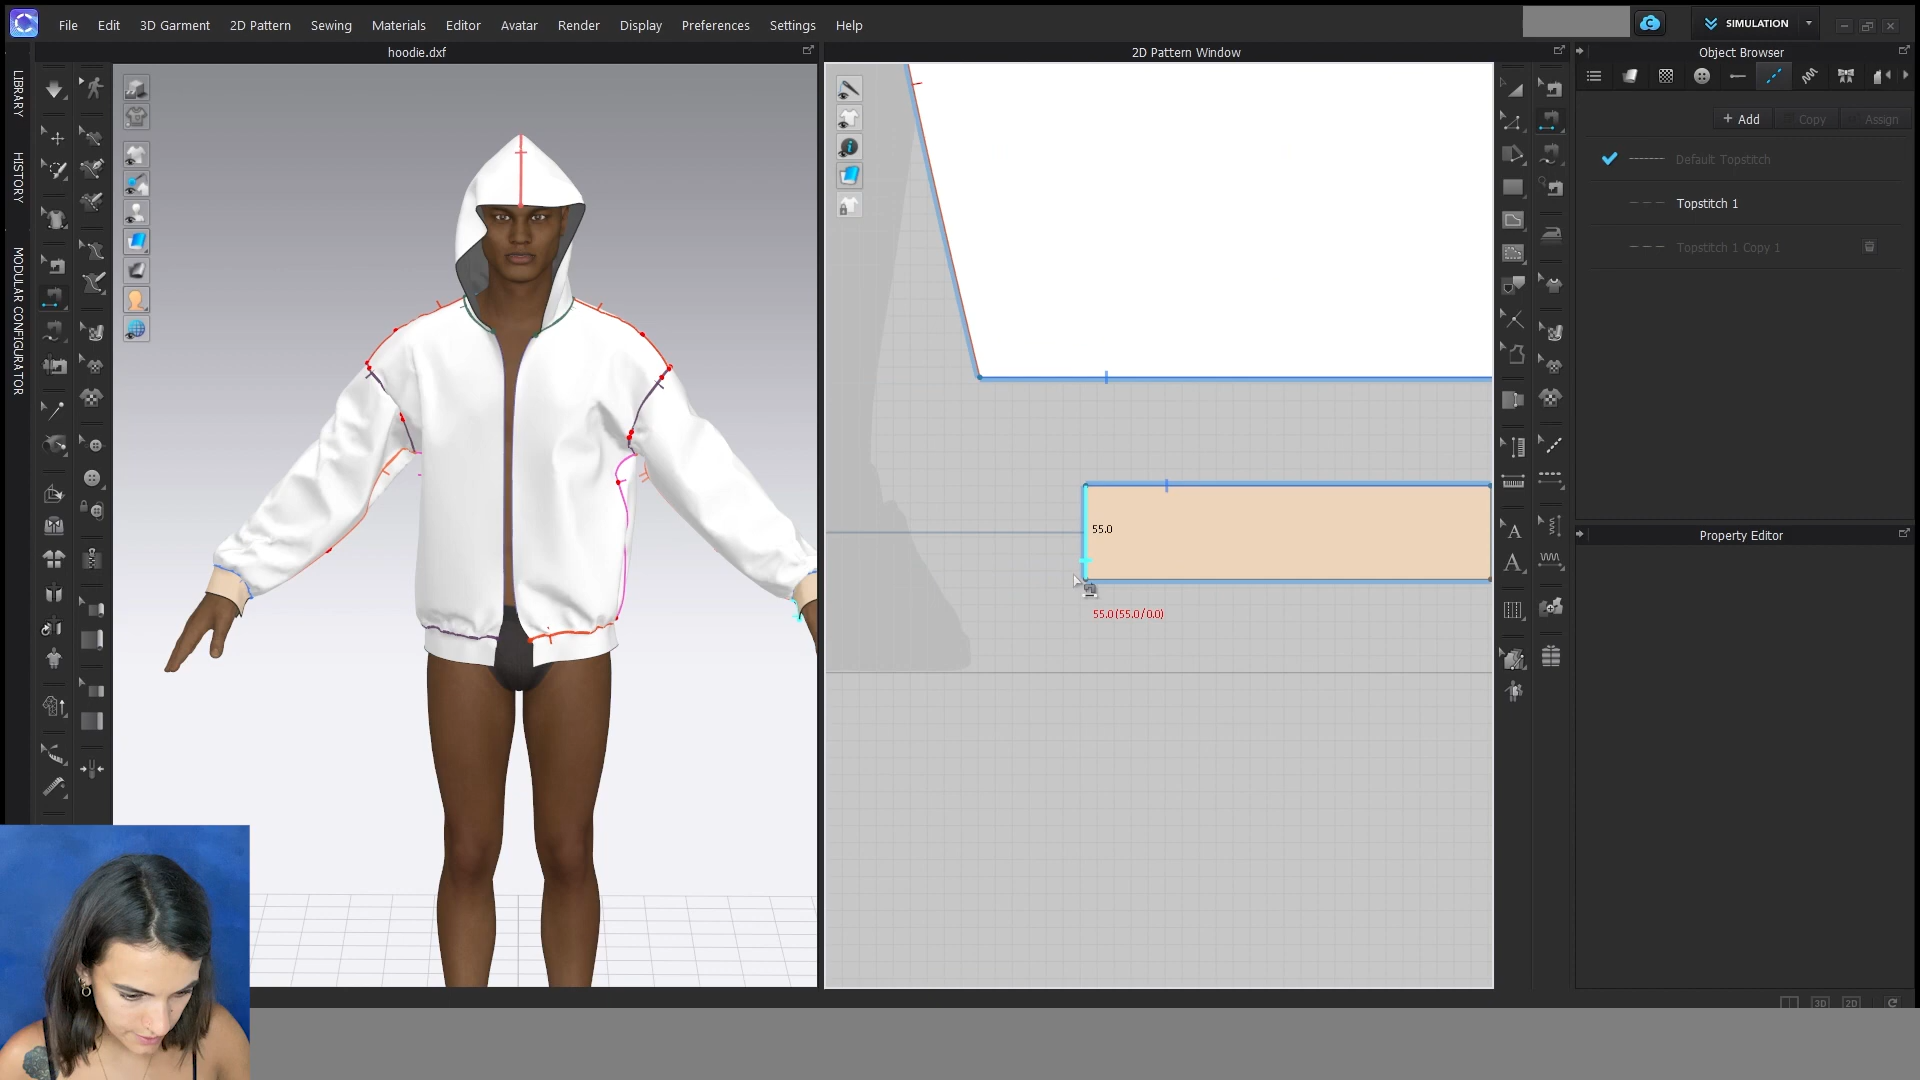 File Edit 3D Garment 2D Pattern Sewing Materials Editor Avatar Render Display Preferences Settings Help
SIMULATION
hoodie.dxf
2D Pattern Window
Object Browser
LIBRARY
HISTORY
MODULAR CONFIGURATOR
+ Add Copy Assign
Default Topstitch
Topstitch 1
Topstitch 1 Copy 1
55.0
55.0 (55.0 / 0.0)
Property Editor
A
A
3D 2D